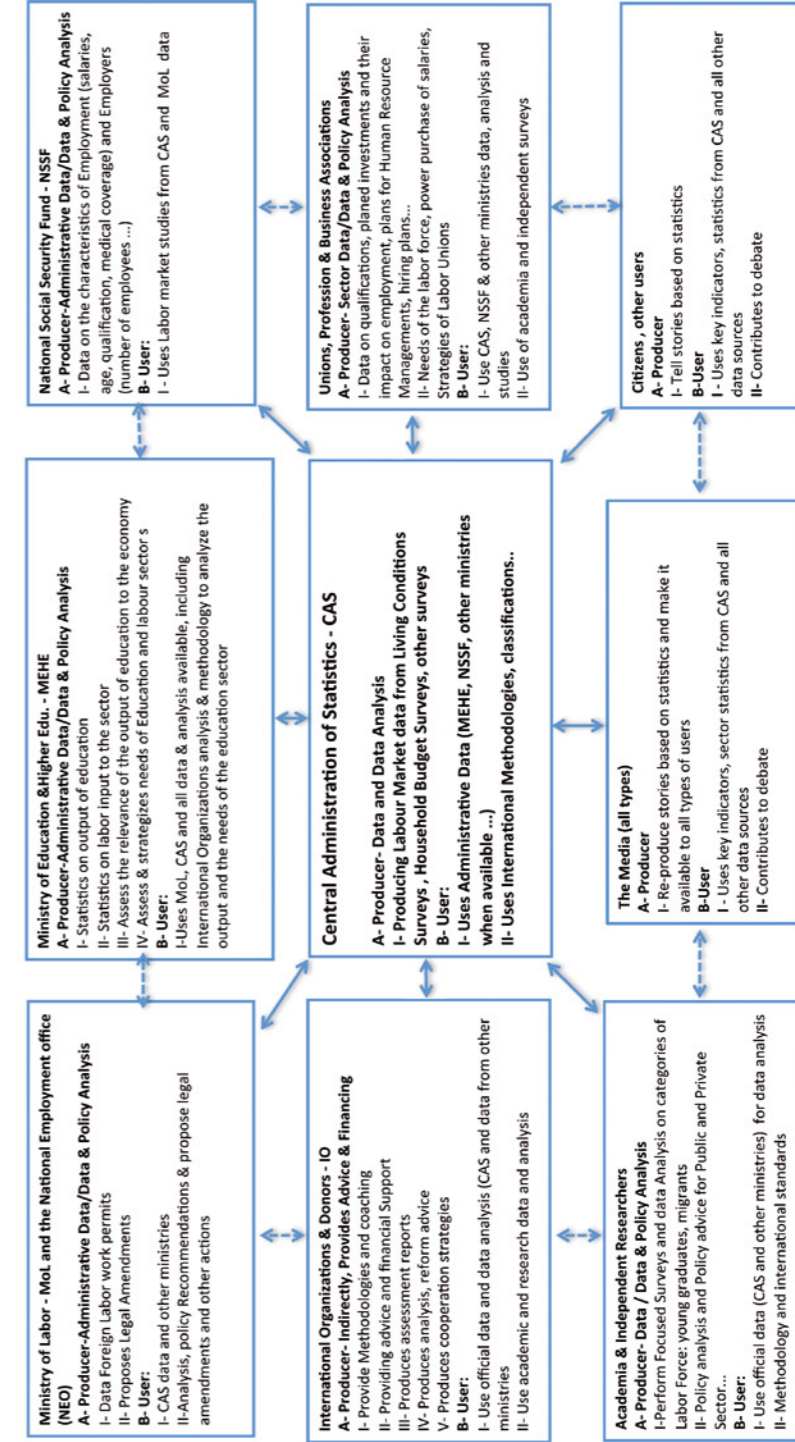 Ministry of Labor - MoL and the National Employment office
(NEO)
A- Producer-Administrative Data/Data & Policy Analysis
I- Data Foreign Labor work permits
II- Proposes Legal Amendments
B- User:
I- CAS data and other ministries
II-Analysis, policy Recommendations & propose legal
amendments and other actions
Ministry of Education &Higher Edu. - MEHE
A- Producer-Administrative Data/Data & Policy Analysis
I- Statistics on output of education
II- Statistics on labor input to the sector
III- Assess the relevance of the output of education to the economy
IV- Assess & strategizes needs of Education and labour sector s
B- User:
I-Uses MoL, CAS and all data & analysis available, including
International Organizations analysis & methodology to analyze the
output and the needs of the education sector
National Social Security Fund - NSSF
A- Producer-Administrative Data/Data & Policy Analysis
I- Data on the characteristics of Employment (salaries,
age, qualification, medical coverage) and Employers
(number of employees ...)
B- User:
I - Uses Labor market studies from CAS and MoL data
International Organizations & Donors - IO
A- Producer- Indirectly, Provides Advice & Financing
I- Provide Methodologies and coaching
II- Providing advice and financial Support
III- Produces assessment reports
IV- Produces analysis, reform advice
V- Produces cooperation strategies
B- User:
I- Use official data and data analysis (CAS and data from other
ministries
II- Use academic and research data and analysis
Central Administration of Statistics - CAS
A- Producer- Data and Data Analysis
I- Producing Labour Market data from Living Conditions
Surveys , Household Budget Surveys, other surveys
B- User:
I- Uses Administrative Data (MEHE, NSSF, other ministries
when available ...)
II- Uses International Methodologies, classifications..
Unions, Profession & Business Associations
A- Producer- Sector Data/Data & Policy Analysis
I- Data on qualifications, planed investments and their
impact on employment, plans for Human Resource
Managements, hiring plans...
II- Needs of the labor force, power purchase of salaries,
Strategies of Labor Unions
B- User:
I- Use CAS, NSSF & other ministries data, analysis and
studies
II- Use of academia and independent surveys
Academia & Independent Researchers
A- Producer- Data / Data & Policy Analysis
I-Perform Focused Surveys and data Analysis on categories of
Labor Force: young graduates, migrants
II- Policy analysis and Policy advice for Public and Private
Sector...
B- User:
I- Use official data (CAS and other ministries) for data analysis
II- Methodology and international standards
The Media (all types)
A- Producer
I- Re-produce stories based on statistics and make it
available to all types of users
B-User
I - Uses key indicators, sector statistics from CAS and all
other data sources
II- Contributes to debate
Citizens , other users
A- Producer
I- Tell stories based on statistics
B-User
I - Uses key indicators, statistics from CAS and all other
data sources
II- Contributes to debate